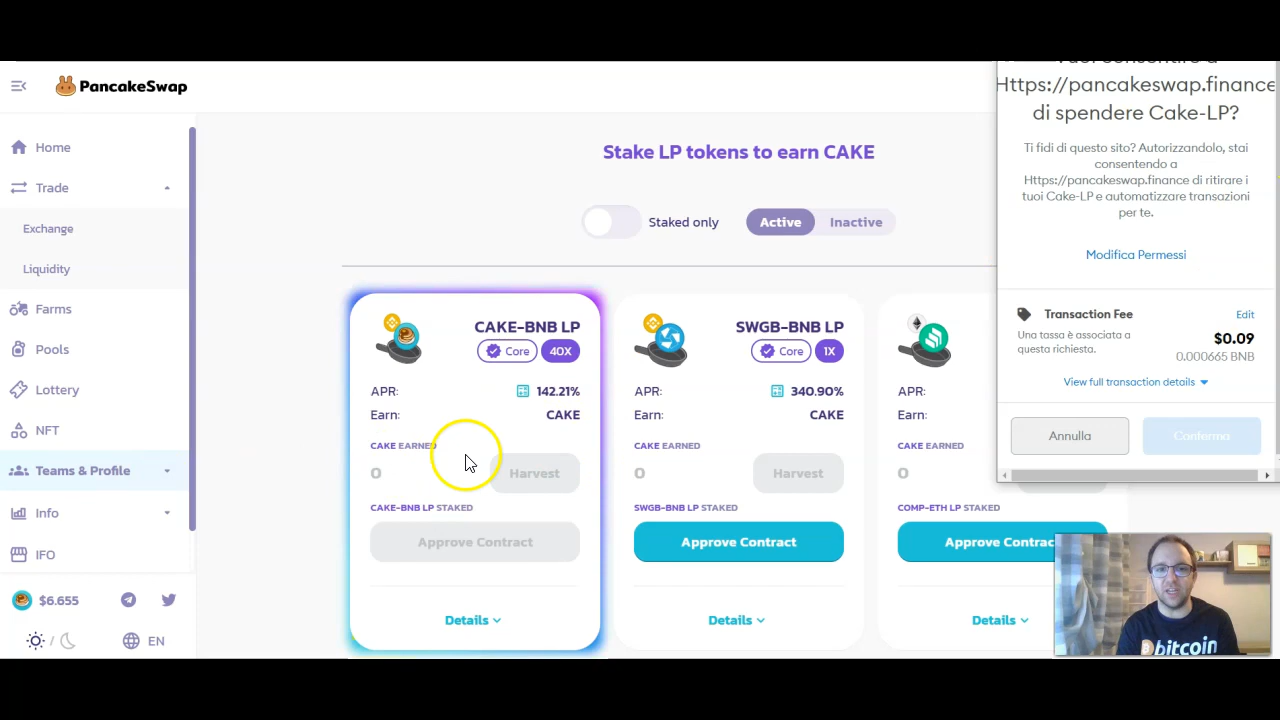 PancakeSwap
Home
Trade
Exchange
Liquidity
Farms
Pools
Lottery
NFT
Teams & Profile
Info
IFO
$6.655
EN
Stake LP tokens to earn CAKE
Staked only
Active
Inactive
CAKE-BNB LP
Core
40X
APR:
142.21%
Earn:
CAKE
CAKE EARNED
0
Harvest
CAKE-BNB LP STAKED
Approve Contract
Details
SWGB-BNB LP
Core
1X
APR:
340.90%
Earn:
CAKE
CAKE EARNED
0
Harvest
SWGB-BNB LP STAKED
Approve Contract
Details
APR:
Earn:
CAKE EARNED
0
COMP-ETH LP STAKED
Approve Contrac
Details
Vuoi consentire a
Https://pancakeswap.finance
di spendere Cake-LP?
Ti fidi di questo sito? Autorizzandolo, stai
consentendo a
Https://pancakeswap.finance di ritirare i
tuoi Cake-LP e automatizzare transazioni
per te.
Modifica Permessi
Transaction Fee
Edit
Una tassa è associata a
questa richiesta.
$0.09
0.000665 BNB
View full transaction details
Annulla
Conferma
bitcoin